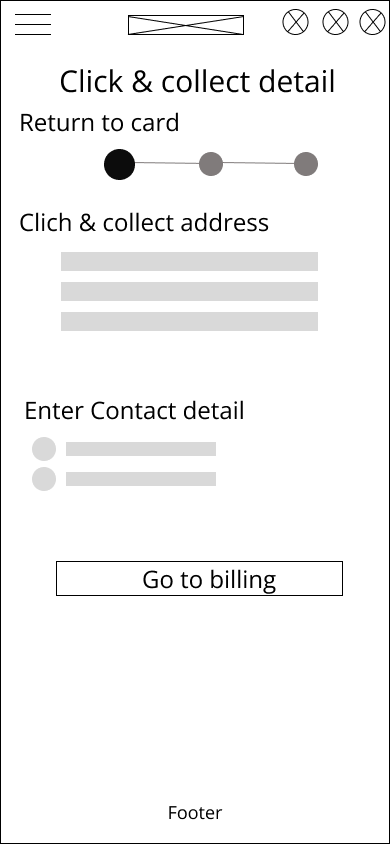 Click & collect detail
Return to card
Clich & collect address
Enter Contact detail
Go to billing
Footer